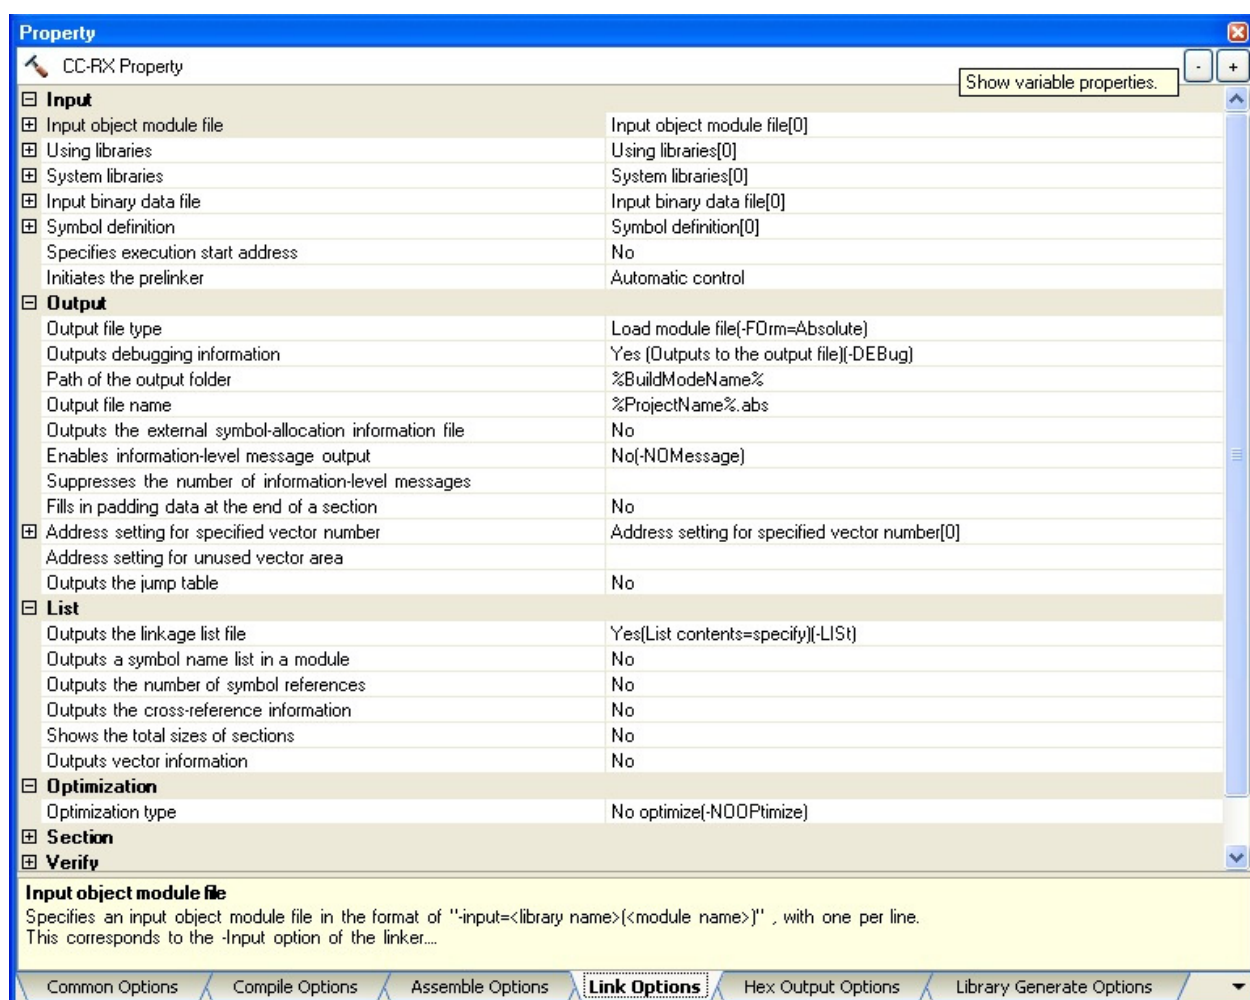 Property
CC-RX Property
- +
Show variable properties.
Input
Input object module file Input object module file[0]
Using libraries Using libraries[0]
System libraries System libraries[0]
Input binary data file Input binary data file[0]
Symbol definition Symbol definition[0]
Specifies execution start address No
Initiates the prelinker Automatic control
Output
Output file type Load module file(-FOrm=Absolute)
Outputs debugging information Yes (Outputs to the output file)(-DEBug)
Path of the output folder %BuildModeName%
Output file name %ProjectName%.abs
Outputs the external symbol-allocation information file No
Enables information-level message output No(-NOMessage)
Suppresses the number of information-level messages
Fills in padding data at the end of a section No
Address setting for specified vector number Address setting for specified vector number[0]
Address setting for unused vector area
Outputs the jump table No
List
Outputs the linkage list file Yes(List contents=specify)(-LISt)
Outputs a symbol name list in a module No
Outputs the number of symbol references No
Outputs the cross-reference information No
Shows the total sizes of sections No
Outputs vector information No
Optimization
Optimization type No optimize(-NOOPtimize)
Section
Verify
Input object module file
Specifies an input object module file in the format of "-input=<library name>(<module name>)" , with one per line.
This corresponds to the -Input option of the linker....
Common Options Compile Options Assemble Options Link Options Hex Output Options Library Generate Options